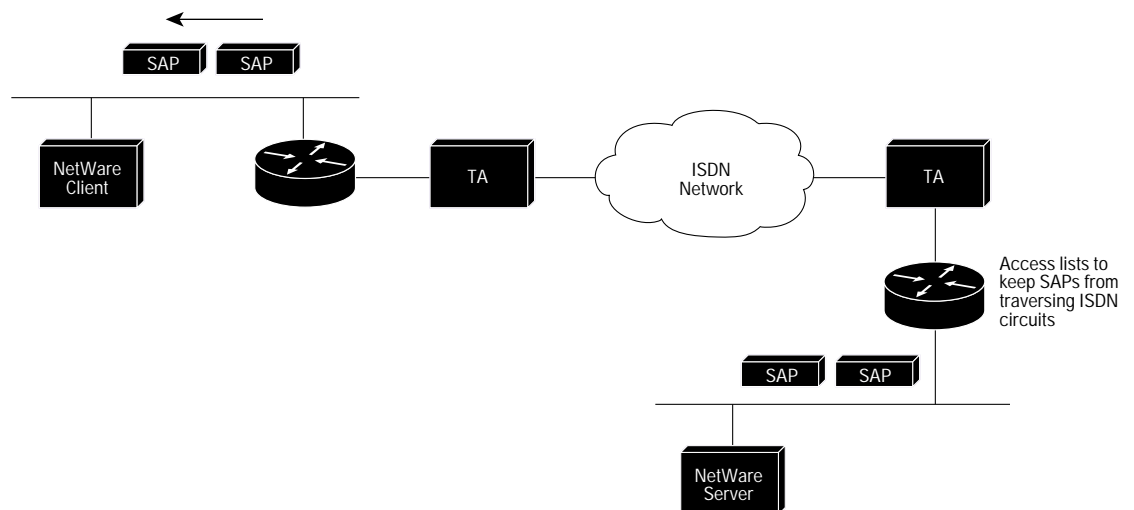 SAP SAP
NetWare
Client
TA
ISDN
Network
TA
Access lists to
keep SAPs from
traversing ISDN
circuits
SAP SAP
NetWare
Server